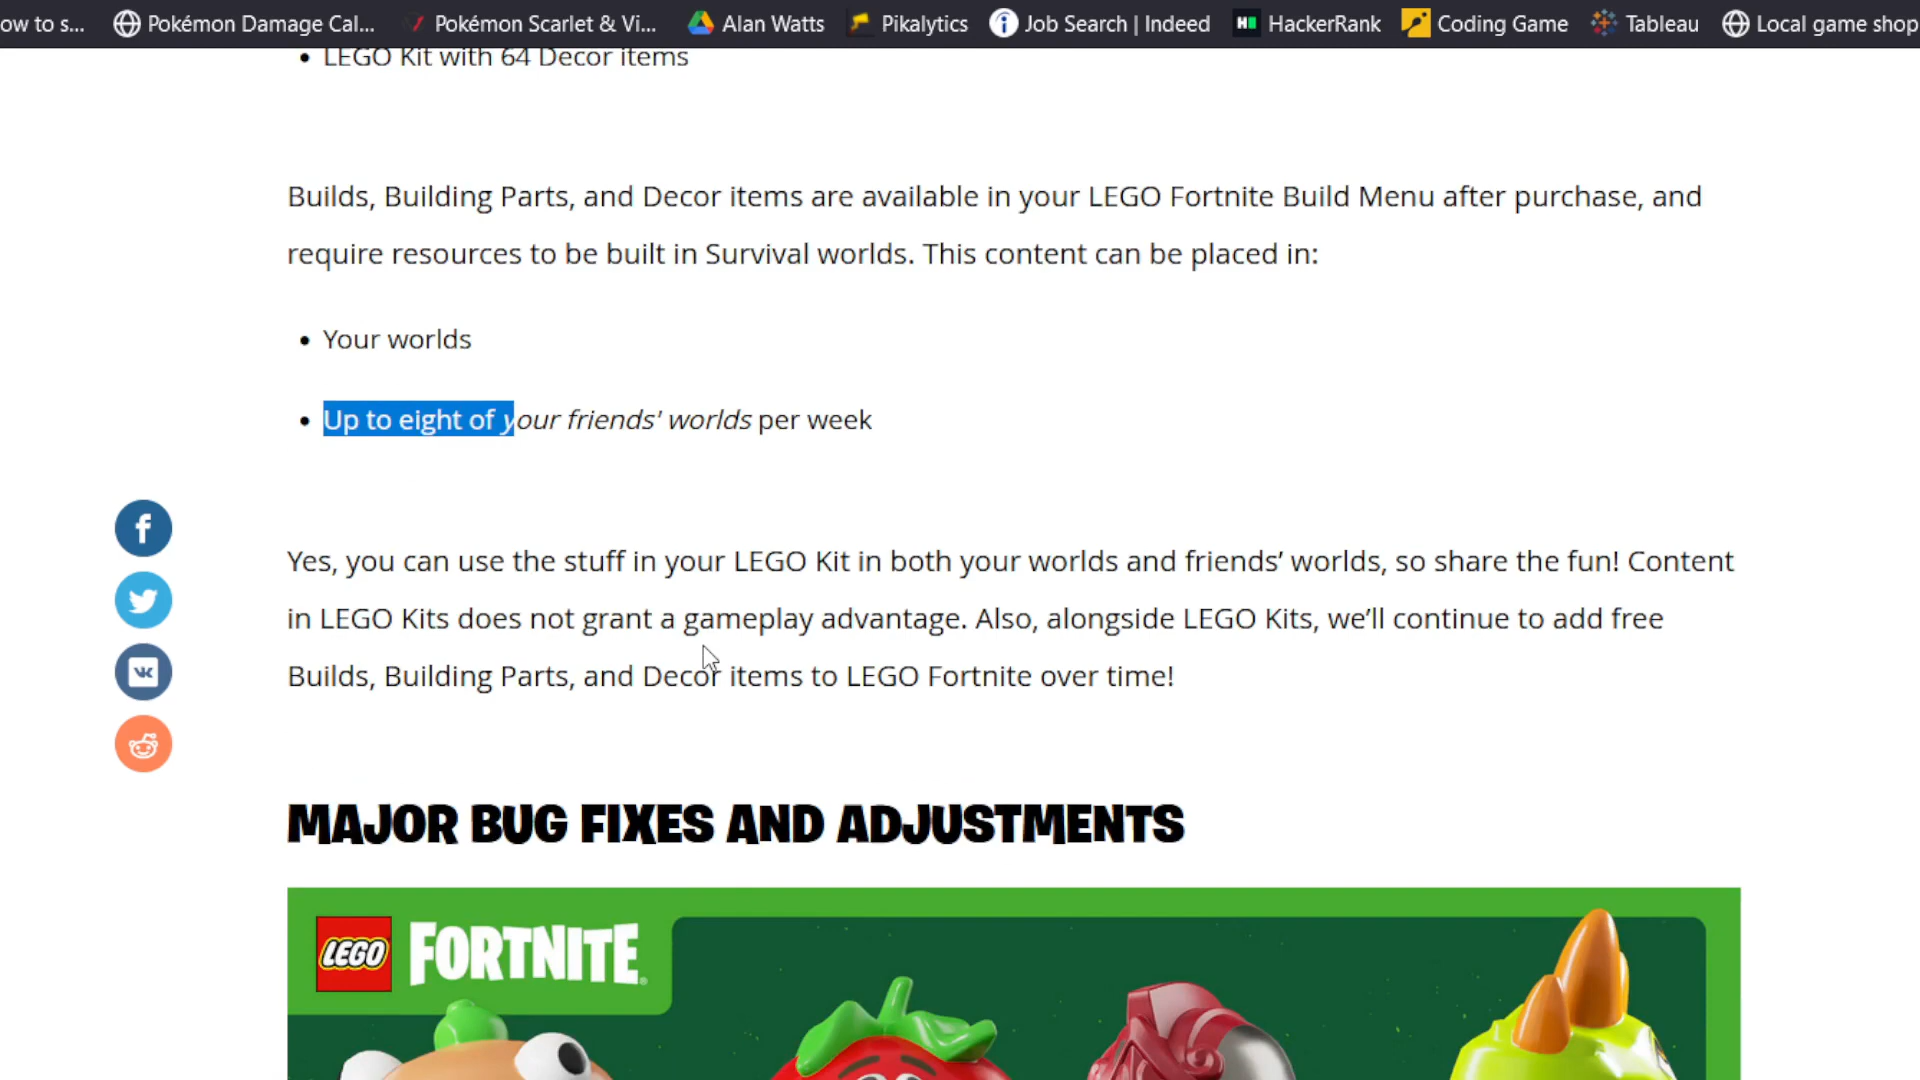 ow to s...
Pokémon Damage Cal...
Pokémon Scarlet & Vi...
Alan Watts
Pikalytics
Job Search | Indeed
HackerRank
Coding Game
Tableau
Local game shop
• LEGO Kit with 64 Decor items
Builds, Building Parts, and Decor items are available in your LEGO Fortnite Build Menu after purchase, and
require resources to be built in Survival worlds. This content can be placed in:
• Your worlds
• Up to eight of your friends' worlds per week
Yes, you can use the stuff in your LEGO Kit in both your worlds and friends’ worlds, so share the fun! Content
in LEGO Kits does not grant a gameplay advantage. Also, alongside LEGO Kits, we’ll continue to add free
Builds, Building Parts, and Decor items to LEGO Fortnite over time!
MAJOR BUG FIXES AND ADJUSTMENTS
LEGO FORTNITE